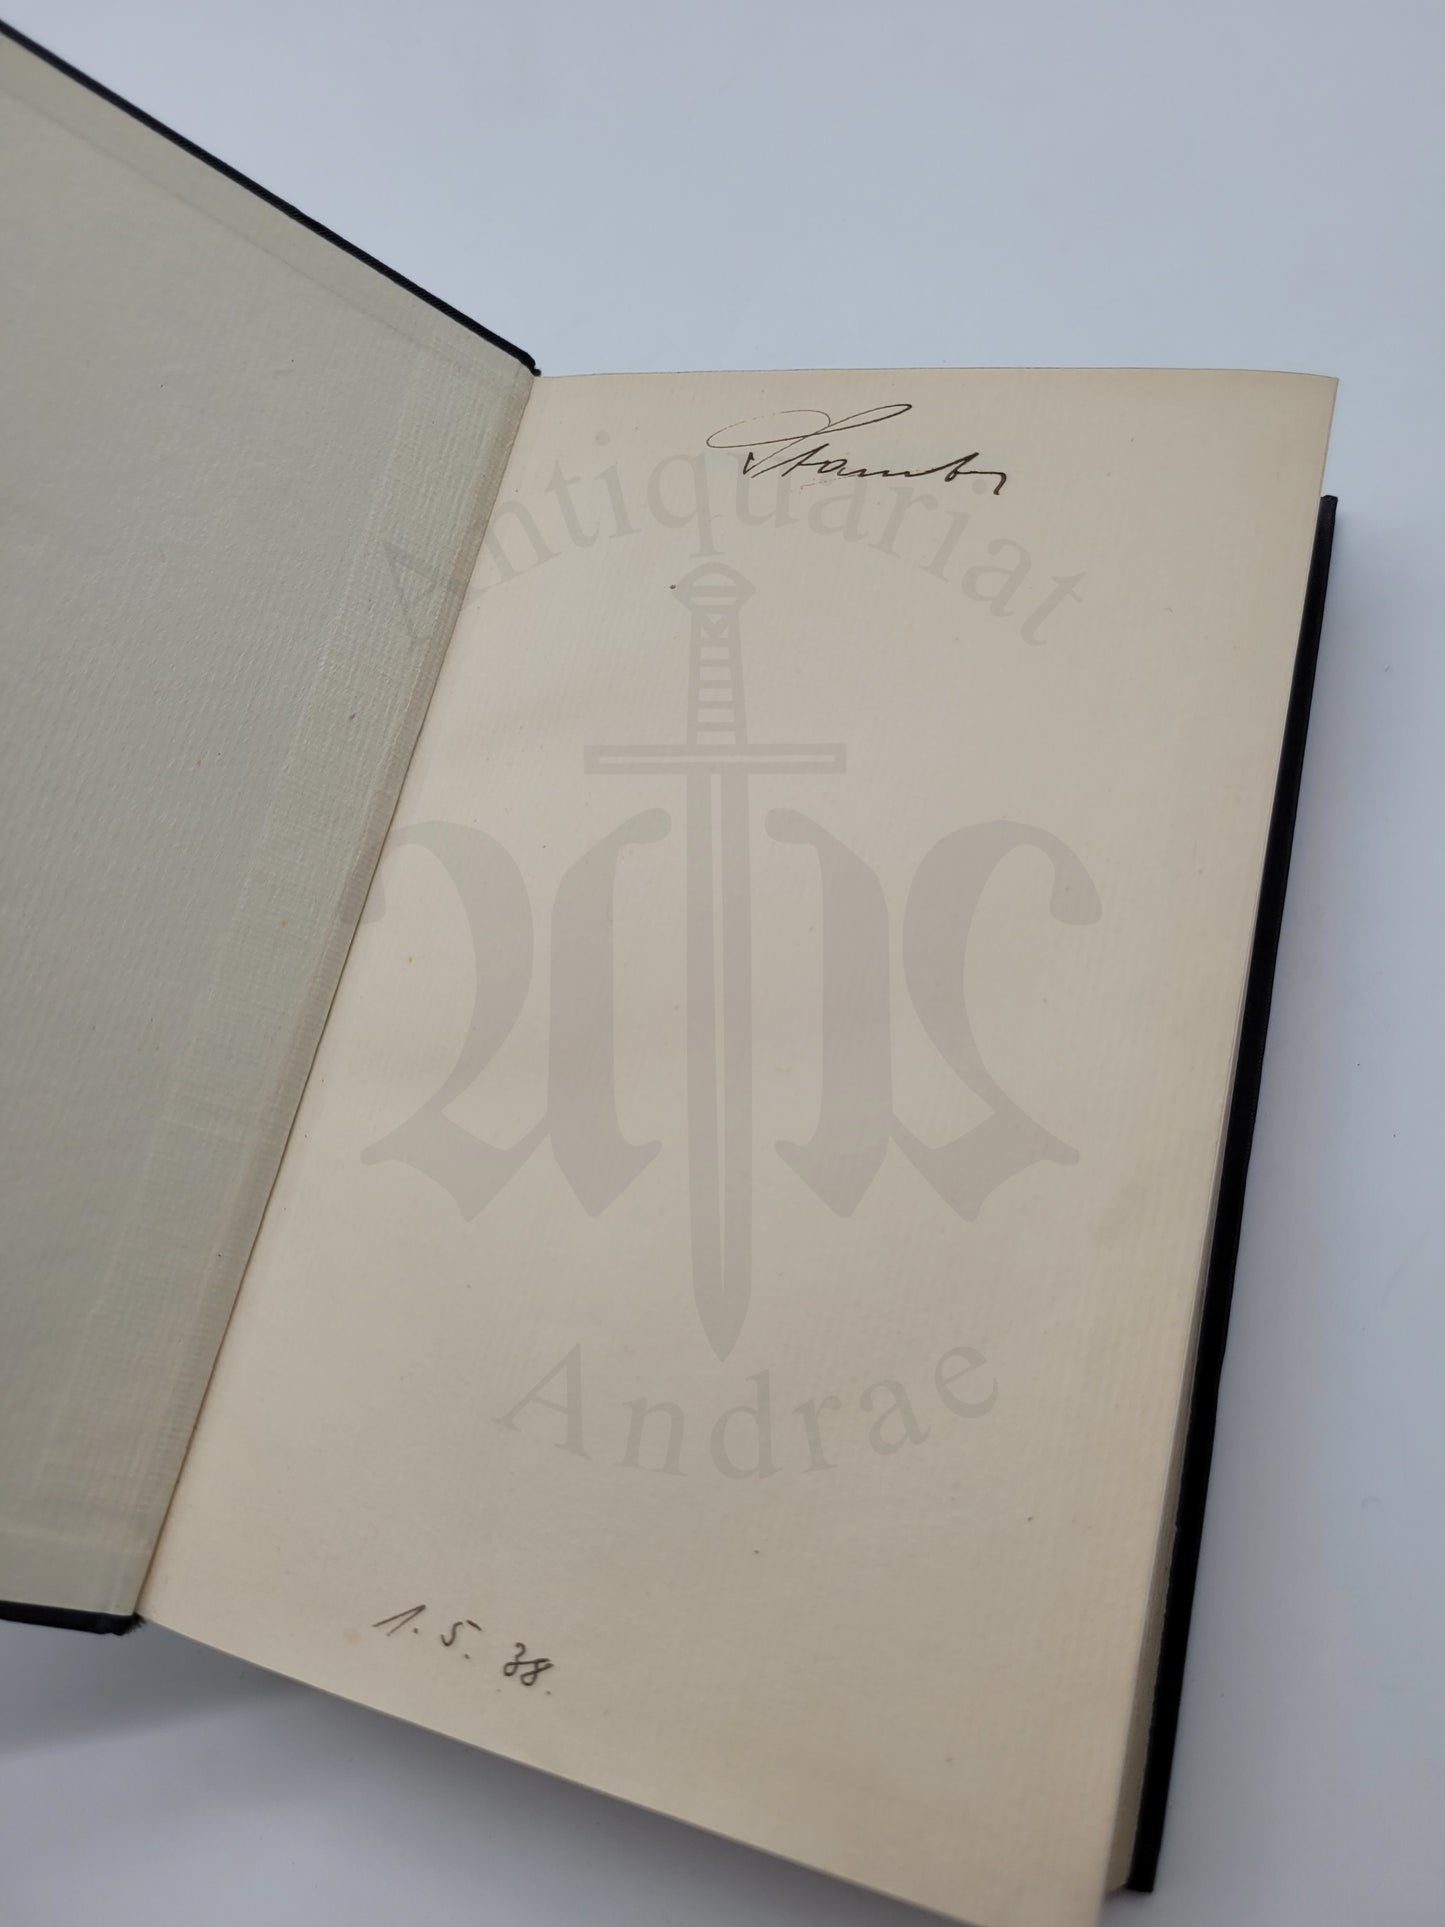 Antiquariat
Andrae
1. 5. 38.